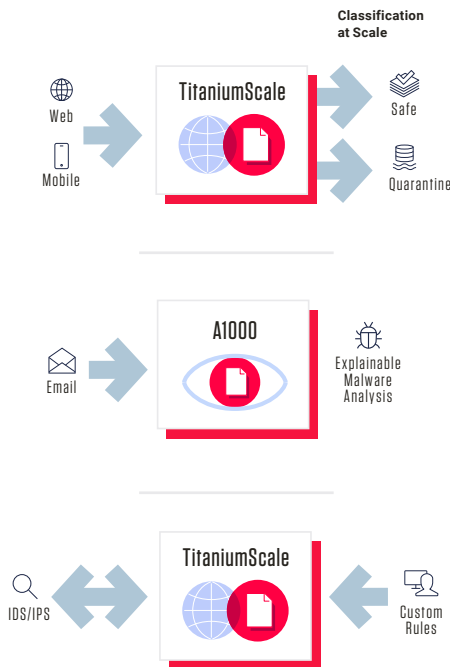 Classification
at Scale
TitaniumScale
Web
Mobile
Safe
Quarantine
A1000
Email
Explainable
Malware
Analysis
TitaniumScale
IDS/IPS
Custom
Rules